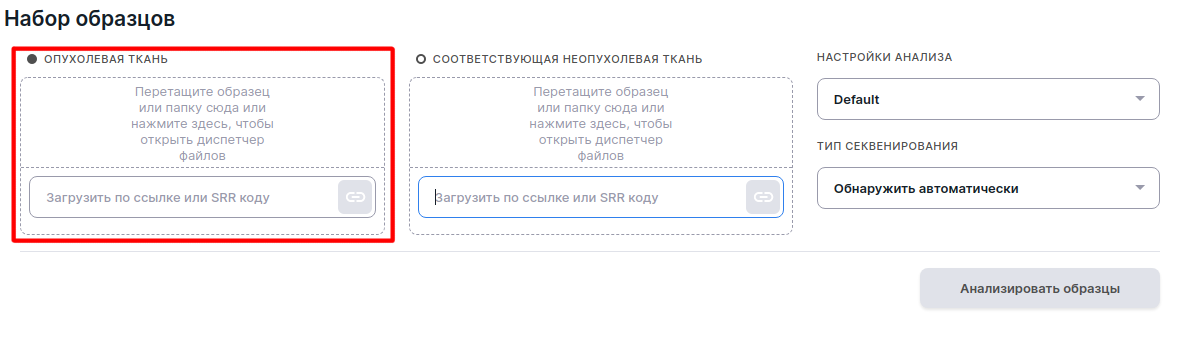 Набор образцов
ОПУХОЛЕВАЯ ТКАНЬ
Перетащите образец
или папку сюда или
нажмите здесь, чтобы
открыть диспетчер
файлов
Загрузить по ссылке или SRR коду
СООТВЕТСТВУЮЩАЯ НЕОПУХОЛЕВАЯ ТКАНЬ
Перетащите образец
или папку сюда или
нажмите здесь, чтобы
открыть диспетчер
файлов
Загрузить по ссылке или SRR коду
НАСТРОЙКИ АНАЛИЗА
Default
ТИП СЕКВЕНИРОВАНИЯ
Обнаружить автоматически
Анализировать образцы